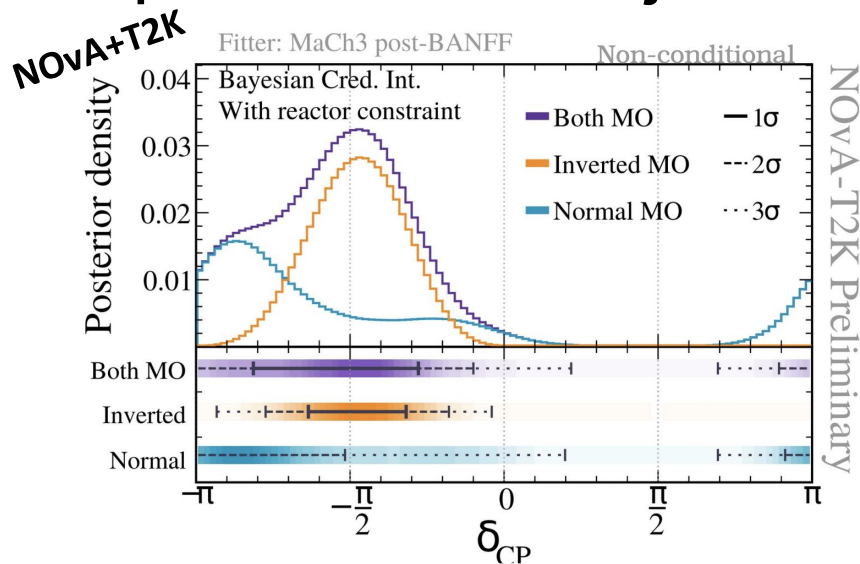 NOvA+T2K
Fitter: MaCh3 post-BANFF
Non-conditional
Bayesian Cred. Int.
With reactor constraint
Both MO
Inverted MO
Normal MO
1σ
2σ
3σ
Posterior density
0.04
0.03
0.02
0.01
NOvA-T2K Preliminary
Both MO
Inverted
Normal
−π
−π/2
0
π/2
π
δCP